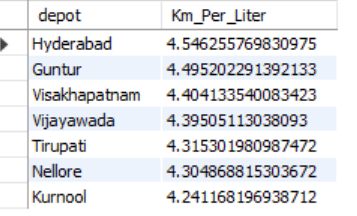 depot Km_Per_Liter
Hyderabad 4.546255769830975
Guntur 4.495202291392133
Visakhapatnam 4.404133540083423
Vijayawada 4.39505113038093
Tirupati 4.315301980987472
Nellore 4.304868815303672
Kurnool 4.241168196938712